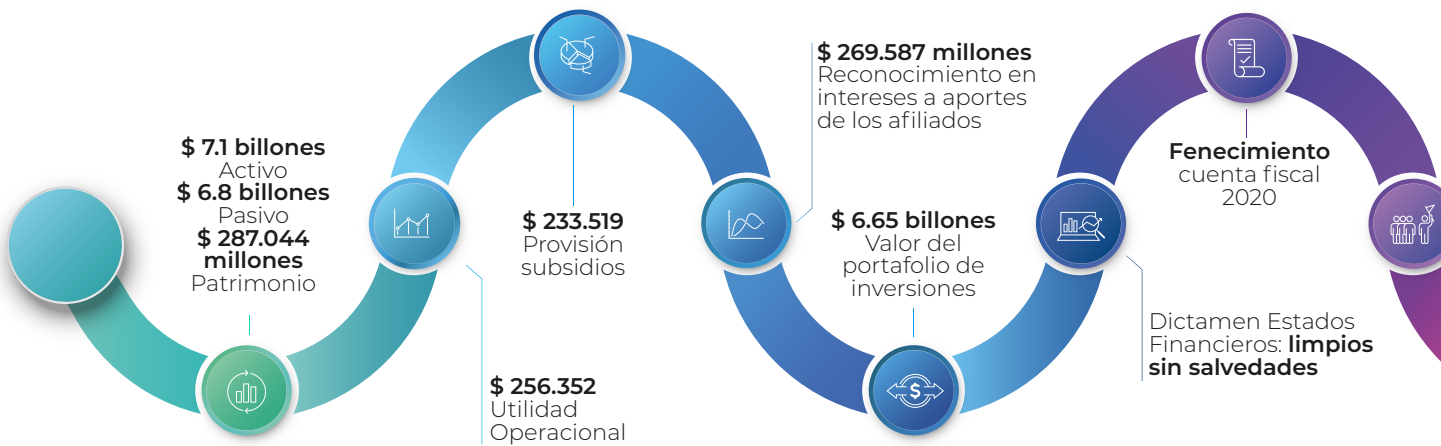 $ 7.1 billones
Activo
$ 6.8 billones
Pasivo
$ 287.044
millones
Patrimonio
$ 256.352
Utilidad
Operacional
$ 233.519
Provisión
subsidios
$ 269.587 millones
Reconocimiento en
intereses a aportes
de los afiliados
$ 6.65 billones
Valor del
portafolio de
inversiones
Dictamen Estados
Financieros: limpios
sin salvedades
Fenecimiento
cuenta fiscal
2020
$